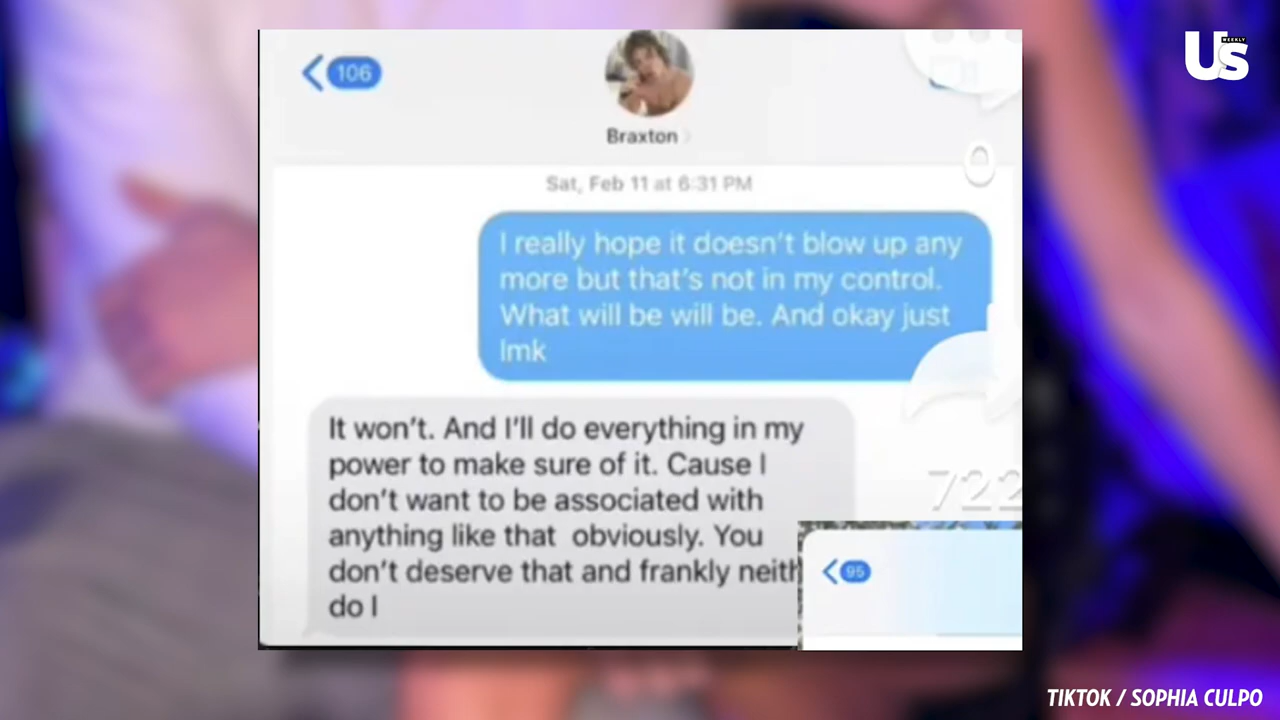 106
US
WEEKLY
Braxton
0
Sat, Feb 11 at 6:31 PM
I really hope it doesn't blow up any
more but that's not in my control.
What will be will be. And okay just
lmk
It won't. And I'll do everything in my
power to make sure of it. Cause I
don't want to be associated with
722
anything like that  obviously. You
don't deserve that and frankly neith
95
do I
TIKTOK / SOPHIA CULPO